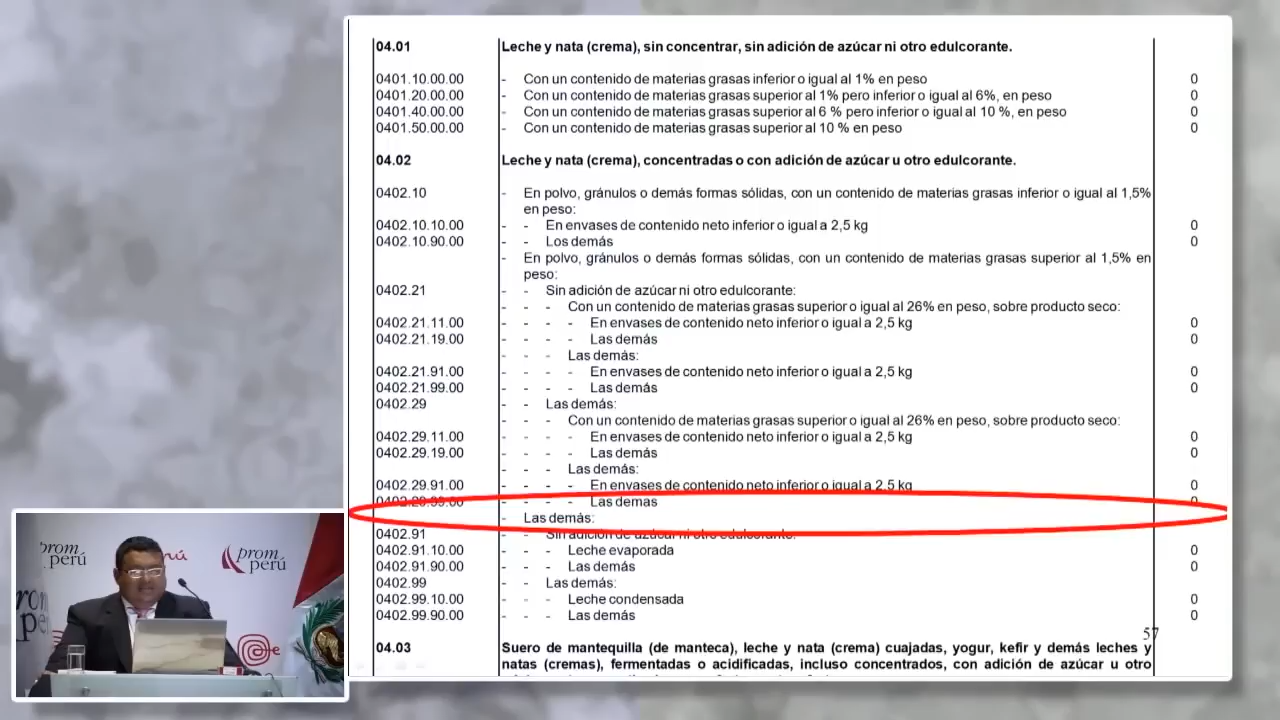 04.01 Leche y nata (crema), sin concentrar, sin adición de azúcar ni otro edulcorante.
0401.10.00.00 - Con un contenido de materias grasas inferior o igual al 1% en peso 0
0401.20.00.00 - Con un contenido de materias grasas superior al 1% pero inferior o igual al 6%, en peso 0
0401.40.00.00 - Con un contenido de materias grasas superior al 6 % pero inferior o igual al 10 %, en peso 0
0401.50.00.00 - Con un contenido de materias grasas superior al 10 % en peso 0
04.02 Leche y nata (crema), concentradas o con adición de azúcar u otro edulcorante.
0402.10 - En polvo, gránulos o demás formas sólidas, con un contenido de materias grasas inferior o igual al 1,5%
en peso:
0402.10.10.00 - - En envases de contenido neto inferior o igual a 2,5 kg 0
0402.10.90.00 - - Los demás 0
- En polvo, gránulos o demás formas sólidas, con un contenido de materias grasas superior al 1,5% en
peso:
0402.21 - - Sin adición de azúcar ni otro edulcorante:
- - - Con un contenido de materias grasas superior o igual al 26% en peso, sobre producto seco:
0402.21.11.00 - - - - En envases de contenido neto inferior o igual a 2,5 kg 0
0402.21.19.00 - - - - Las demás 0
- - - Las demás:
0402.21.91.00 - - - - En envases de contenido neto inferior o igual a 2,5 kg 0
0402.21.99.00 - - - - Las demás 0
0402.29 - - Las demás:
- - - Con un contenido de materias grasas superior o igual al 26% en peso, sobre producto seco:
0402.29.11.00 - - - - En envases de contenido neto inferior o igual a 2,5 kg 0
0402.29.19.00 - - - - Las demás 0
- - - Las demás:
0402.29.91.00 - - - - En envases de contenido neto inferior o igual a 2,5 kg 0
0402.29.99.00 - - - - Las demás 0
- Las demás:
0402.91 - - Sin adición de azúcar ni otro edulcorante:
0402.91.10.00 - - - Leche evaporada 0
0402.91.90.00 - - - Las demás 0
0402.99 - - Las demás:
0402.99.10.00 - - - Leche condensada 0
0402.99.90.00 - - - Las demás 0
57
04.03 Suero de mantequilla (de manteca), leche y nata (crema) cuajadas, yogur, kefir y demás leches y
natas (cremas), fermentadas o acidificadas, incluso concentrados, con adición de azúcar u otro
prom
perú
prom
perú